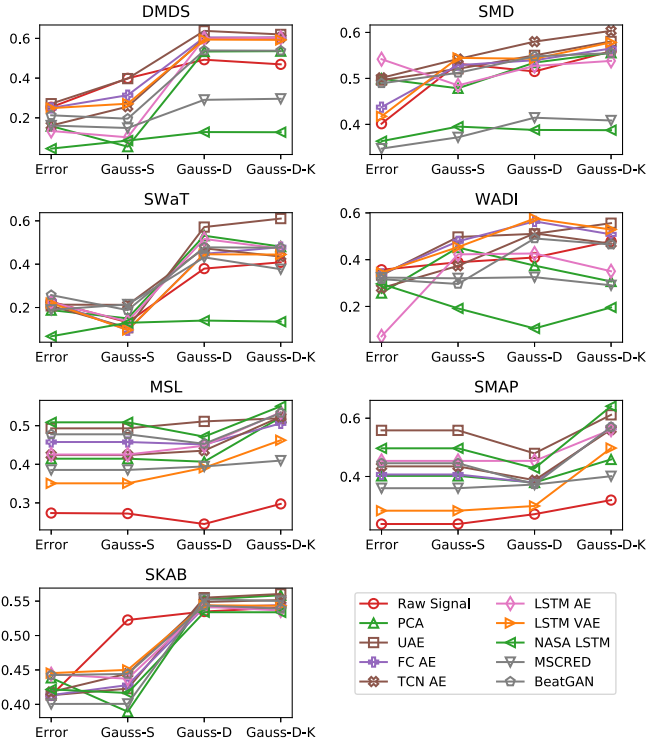 DMDS
0.6
0.4
0.2
Error Gauss-S Gauss-D Gauss-D-K
SMD
0.6
0.5
0.4
Error Gauss-S Gauss-D Gauss-D-K
SWaT
0.6
0.4
0.2
Error Gauss-S Gauss-D Gauss-D-K
WADI
0.6
0.4
0.2
Error Gauss-S Gauss-D Gauss-D-K
MSL
0.5
0.4
0.3
Error Gauss-S Gauss-D Gauss-D-K
SMAP
0.6
0.4
Error Gauss-S Gauss-D Gauss-D-K
SKAB
0.55
0.50
0.45
0.40
Error Gauss-S Gauss-D Gauss-D-K
Raw Signal
PCA
UAE
FC AE
TCN AE
LSTM AE
LSTM VAE
NASA LSTM
MSCRED
BeatGAN